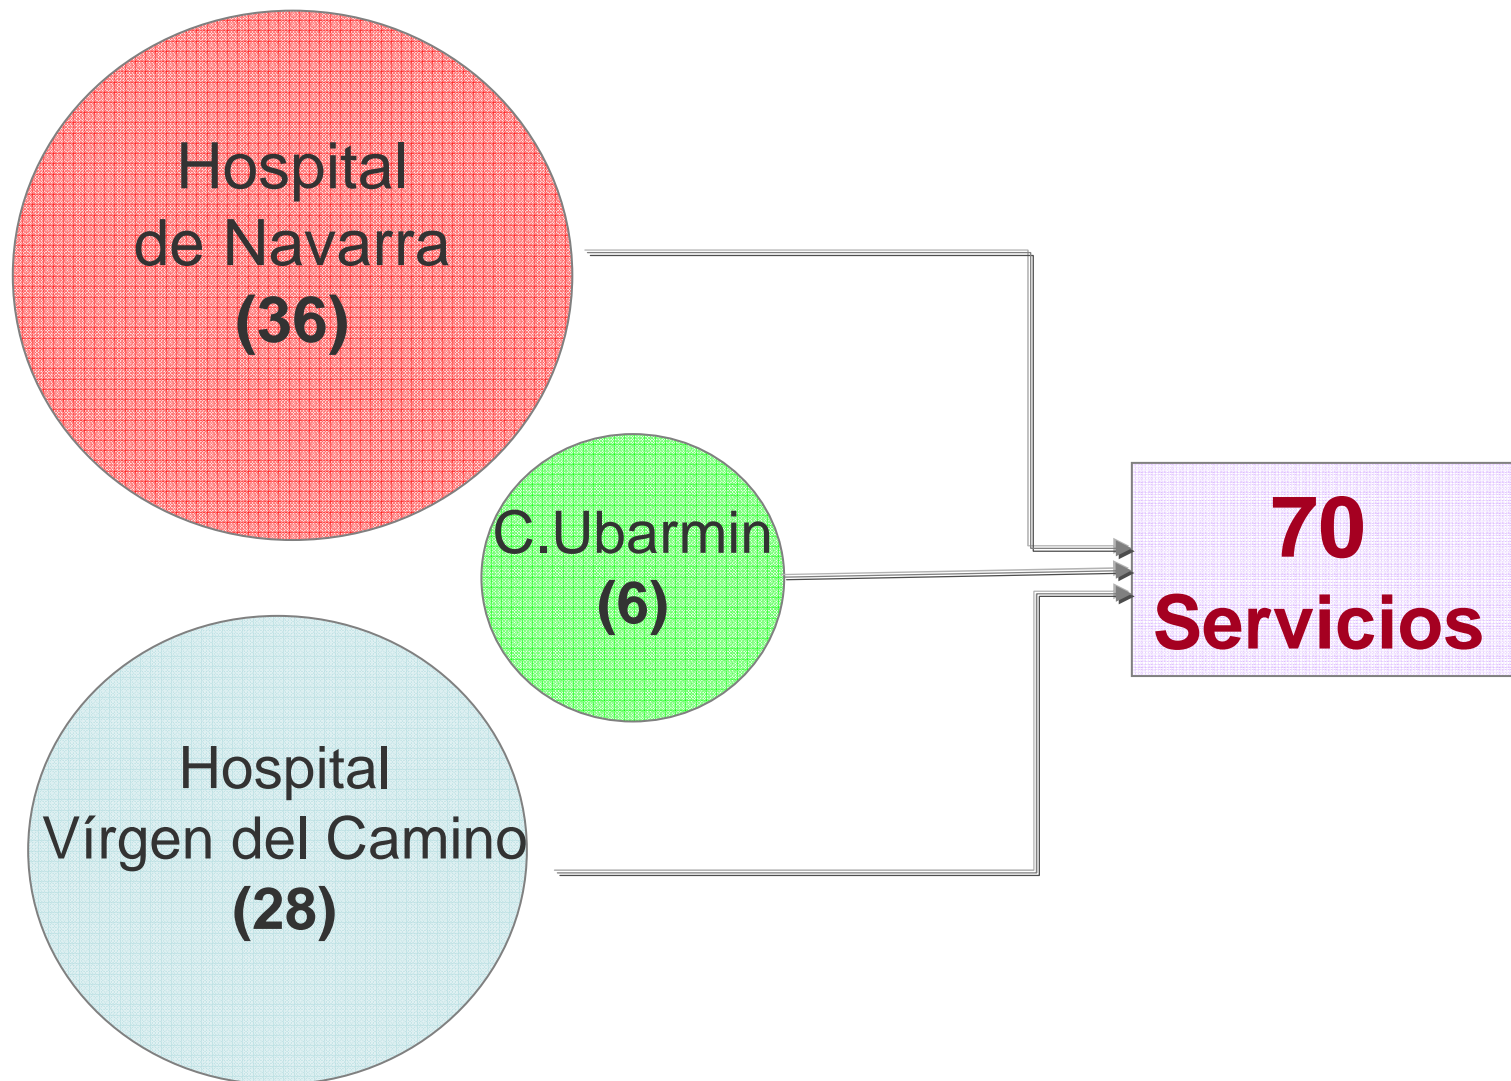 Hospital
de Navarra
(36)
C.Ubarmin
(6)
Hospital
Vírgen del Camino
(28)
70
Servicios